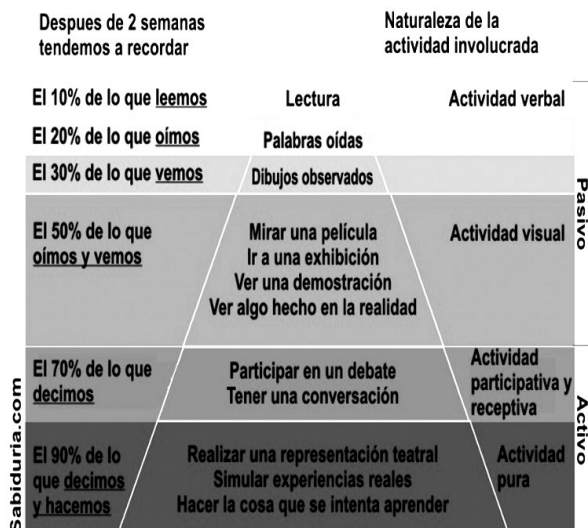 Despues de 2 semanas
tendemos a recordar
Naturaleza de la
actividad involucrada
El 10% de lo que leemos
Lectura
Actividad verbal
El 20% de lo que oímos
Palabras oídas
El 30% de lo que vemos
Dibujos observados
El 50% de lo que
oímos y vemos
Mirar una película
Ir a una exhibición
Ver una demostración
Ver algo hecho en la realidad
Actividad visual
Pasivo
El 70% de lo que
decimos
Participar en un debate
Tener una conversación
Actividad
participativa y
receptiva
El 90% de lo
que decimos
y hacemos
Realizar una representación teatral
Simular experiencias reales
Hacer la cosa que se intenta aprender
Actividad
pura
Activo
Sabiduria.com